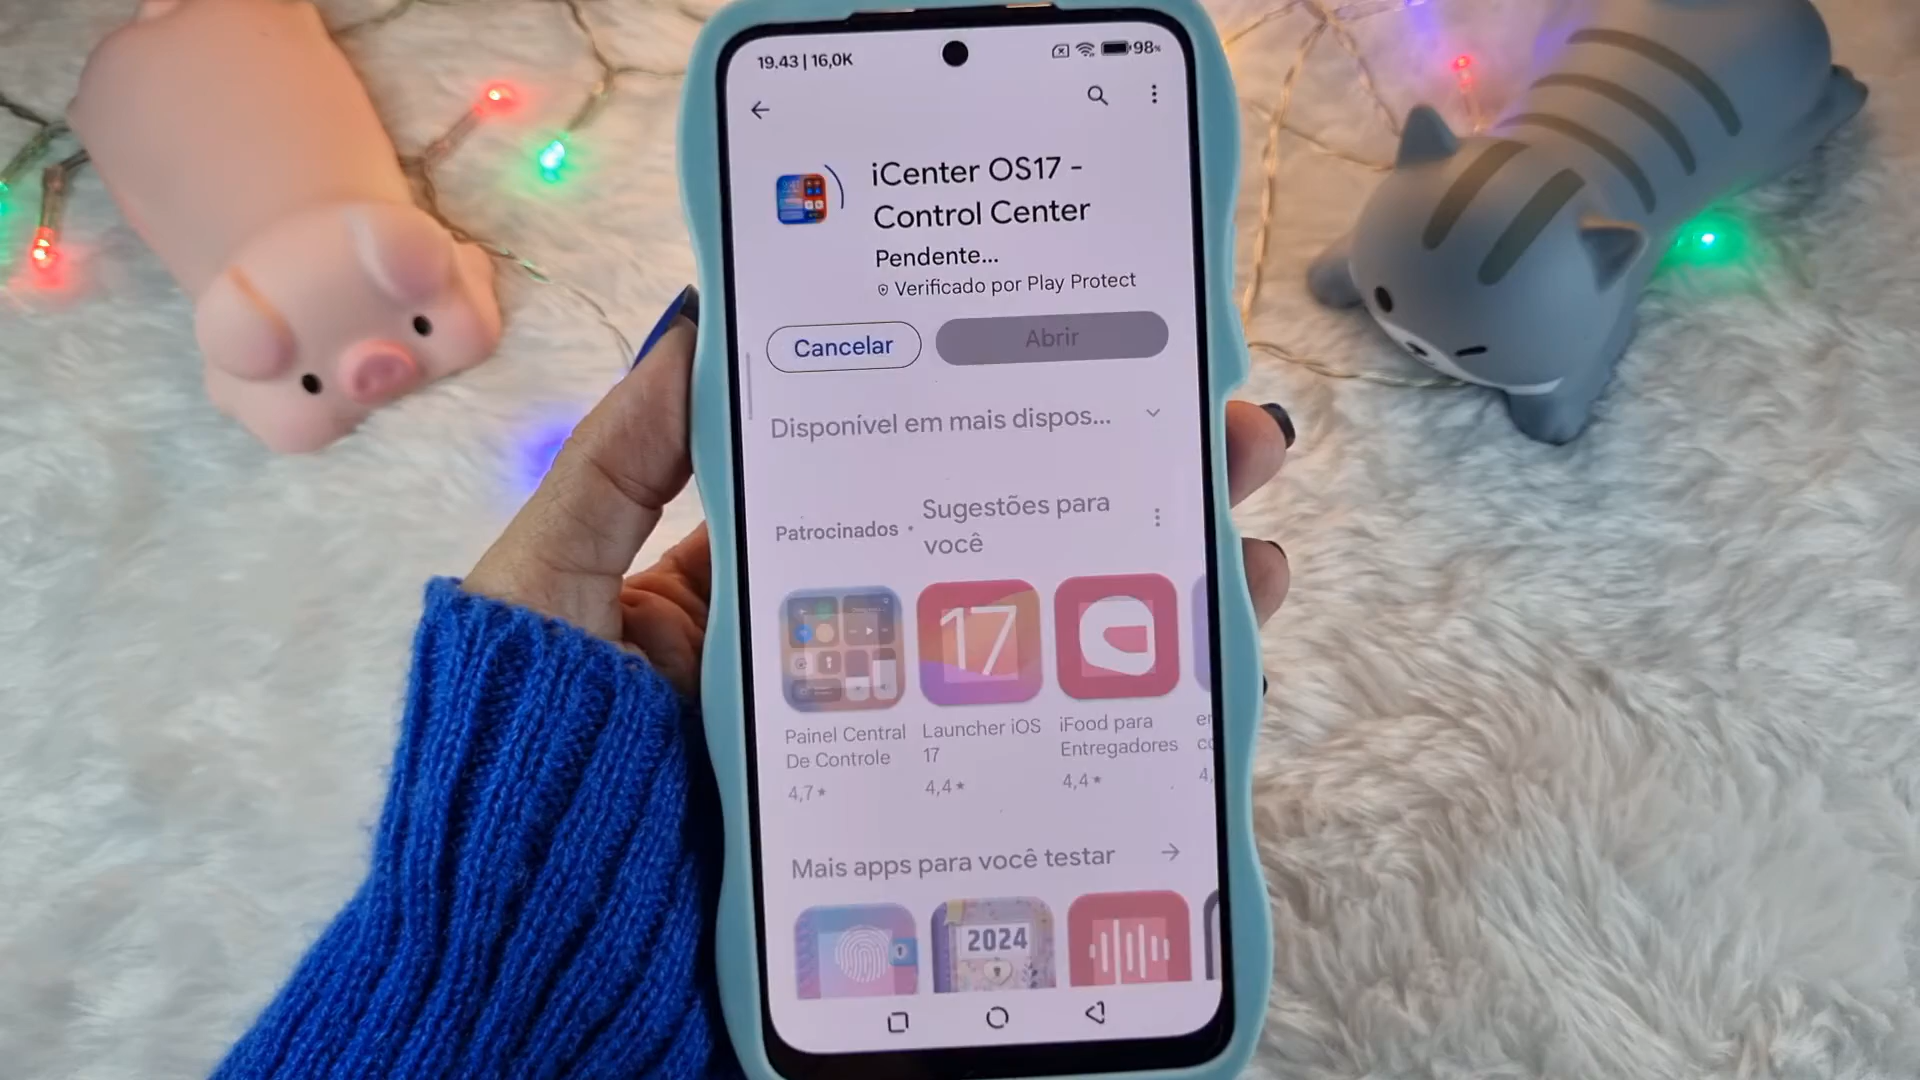 19.43 | 16,0K
98%
iCenter OS17 -
Control Center
Pendente...
Verificado por Play Protect
Cancelar
Abrir
Disponível em mais dispos...
Patrocinados •
Sugestões para
você
17
Painel Central
De Controle
4,7★
Launcher iOS
17
4,4★
iFood para
Entregadores
4,4★
4,
Mais apps para você testar
2024